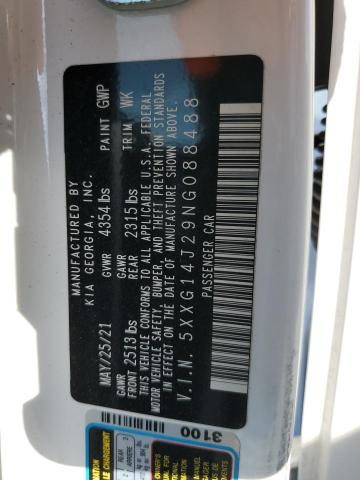 MANUFACTURED BY
KIA GEORGIA, INC.
MAY/25/21 GVWR 4354 lbs PAINT GWP
GAWR FRONT 2513 lbs GAWR REAR 2315 lbs TRIM WK
THIS VEHICLE CONFORMS TO ALL APPLICABLE U.S.A. FEDERAL
MOTOR VEHICLE SAFETY, BUMPER, AND THEFT PREVENTION STANDARDS
IN EFFECT ON THE DATE OF MANUFACTURE SHOWN ABOVE.
V.I.N. 5XXG14J29NG088488
PASSENGER CAR
3100
REAR
ARRIERE